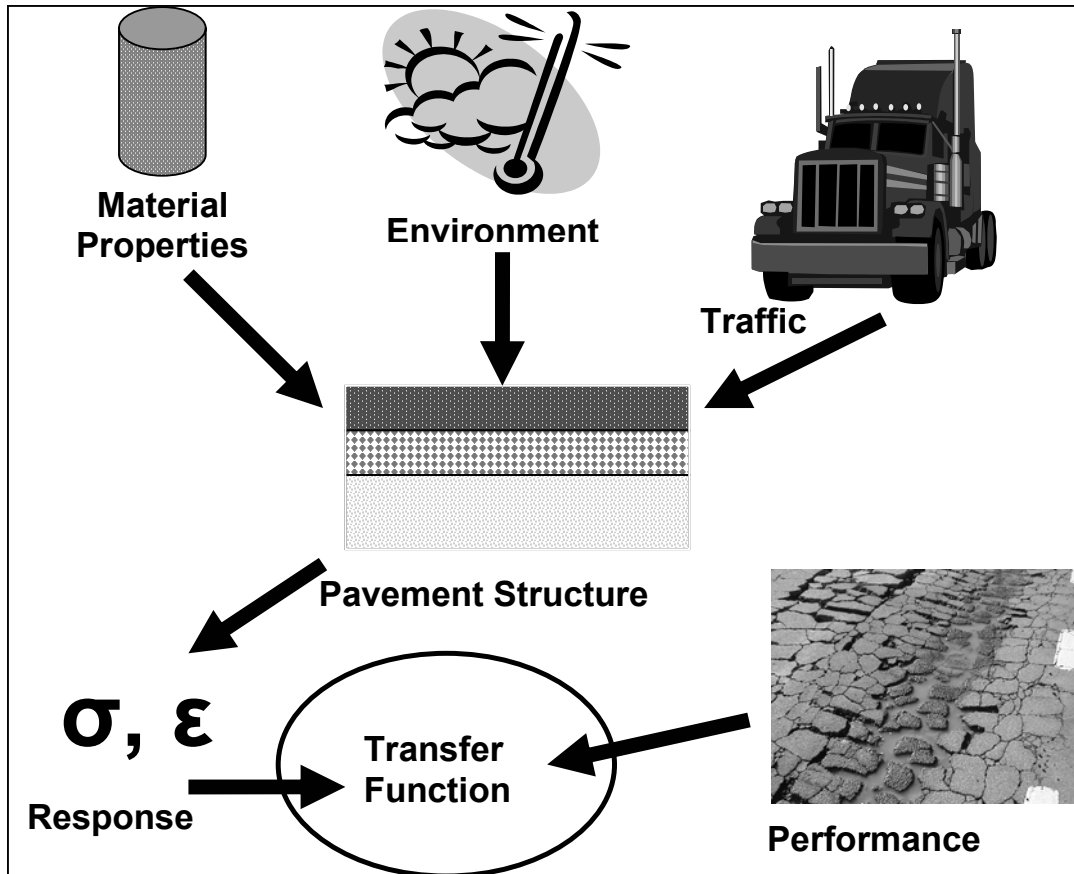 Material
Properties
Environment
Traffic
Pavement Structure
σ, ε
Response
Transfer
Function
Performance